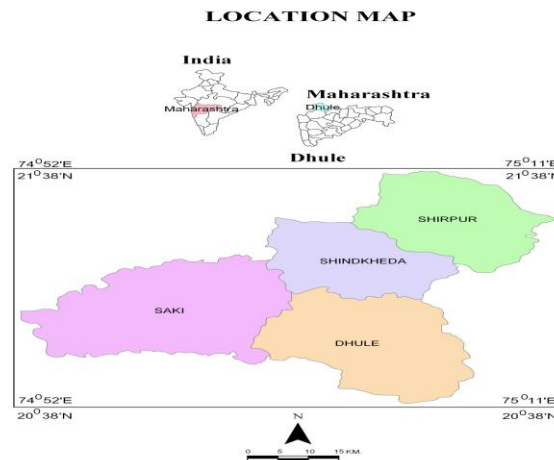 LOCATION MAP
India
Maharashtra
Maharashtra
Dhule
Dhule
74°52'E
21°38'N
75°11'E
21°38'N
SHIRPUR
SHINDKHEDA
SAKI
DHULE
74°52'E
20°38'N
75°11'E
20°38'N
N
0 5 10 15 KM.